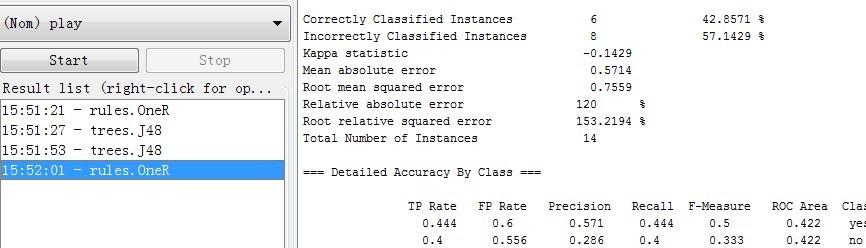 (Nom) play
Start
Stop
Result list (right-click for op...
15:51:21 - rules.OneR
15:51:27 - trees.J48
15:51:53 - trees.J48
15:52:01 - rules.OneR
Correctly Classified Instances 6 42.8571 %
Incorrectly Classified Instances 8 57.1429 %
Kappa statistic -0.1429
Mean absolute error 0.5714
Root mean squared error 0.7559
Relative absolute error 120 %
Root relative squared error 153.2194 %
Total Number of Instances 14
=== Detailed Accuracy By Class ===
TP Rate FP Rate Precision Recall F-Measure ROC Area Clas
0.444 0.6 0.571 0.444 0.5 0.422 yes
0.4 0.556 0.286 0.4 0.333 0.422 no